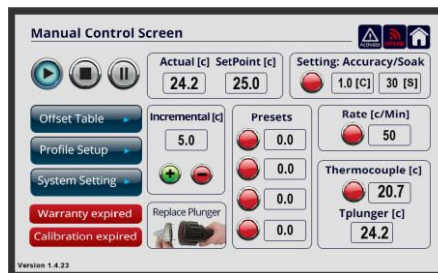 Manual Control Screen
Activate
Actual [c] SetPoint [c]
24.2 25.0
Setting: Accuracy/Soak
1.0 [C] 30 [S]
Offset Table
Profile Setup
System Setting
Warranty expired
Calibration expired
Incremental [c]
5.0
Replace Plunger
Presets
0.0
0.0
0.0
0.0
Rate [c/Min]
50
Thermocouple [c]
20.7
Tplunger [c]
24.2
Version 1.4.23